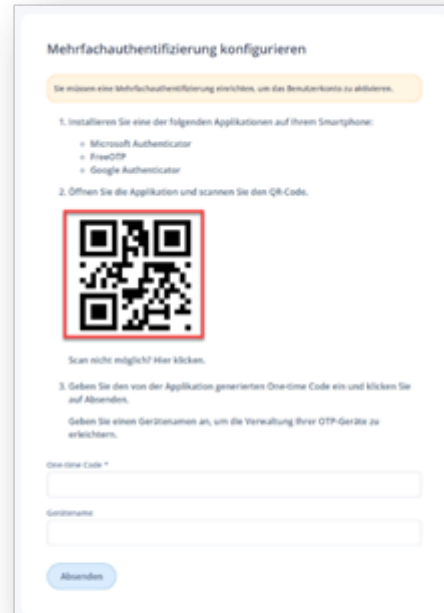 Mehrfachauthentifizierung konfigurieren
Sie müssen eine Mehrfachauthentifizierung einrichten, um das Benutzerkonto zu aktivieren.
1. Installieren Sie eine der folgenden Applikationen auf Ihrem Smartphone:
Microsoft Authenticator
FreeOTP
Google Authenticator
2. Öffnen Sie die Applikation und scannen Sie den QR-Code.
Scan nicht möglich? Hier klicken.
3. Geben Sie den von der Applikation generierten One-time Code ein und klicken Sie
auf Absenden.
Geben Sie einen Gerätenamen an, um die Verwaltung Ihrer OTP-Geräte zu
erleichtern.
One-time Code *
Gerätename
Absenden